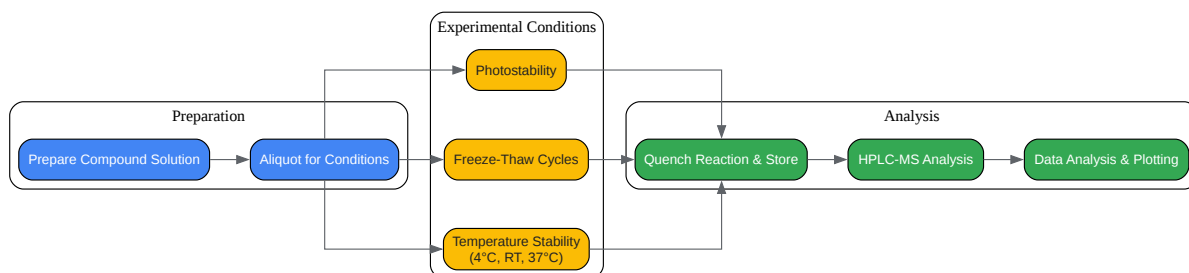 Preparation
Prepare Compound Solution
Aliquot for Conditions
Experimental Conditions
Photostability
Freeze-Thaw Cycles
Temperature Stability
(4°C, RT, 37°C)
Analysis
Quench Reaction & Store
HPLC-MS Analysis
Data Analysis & Plotting